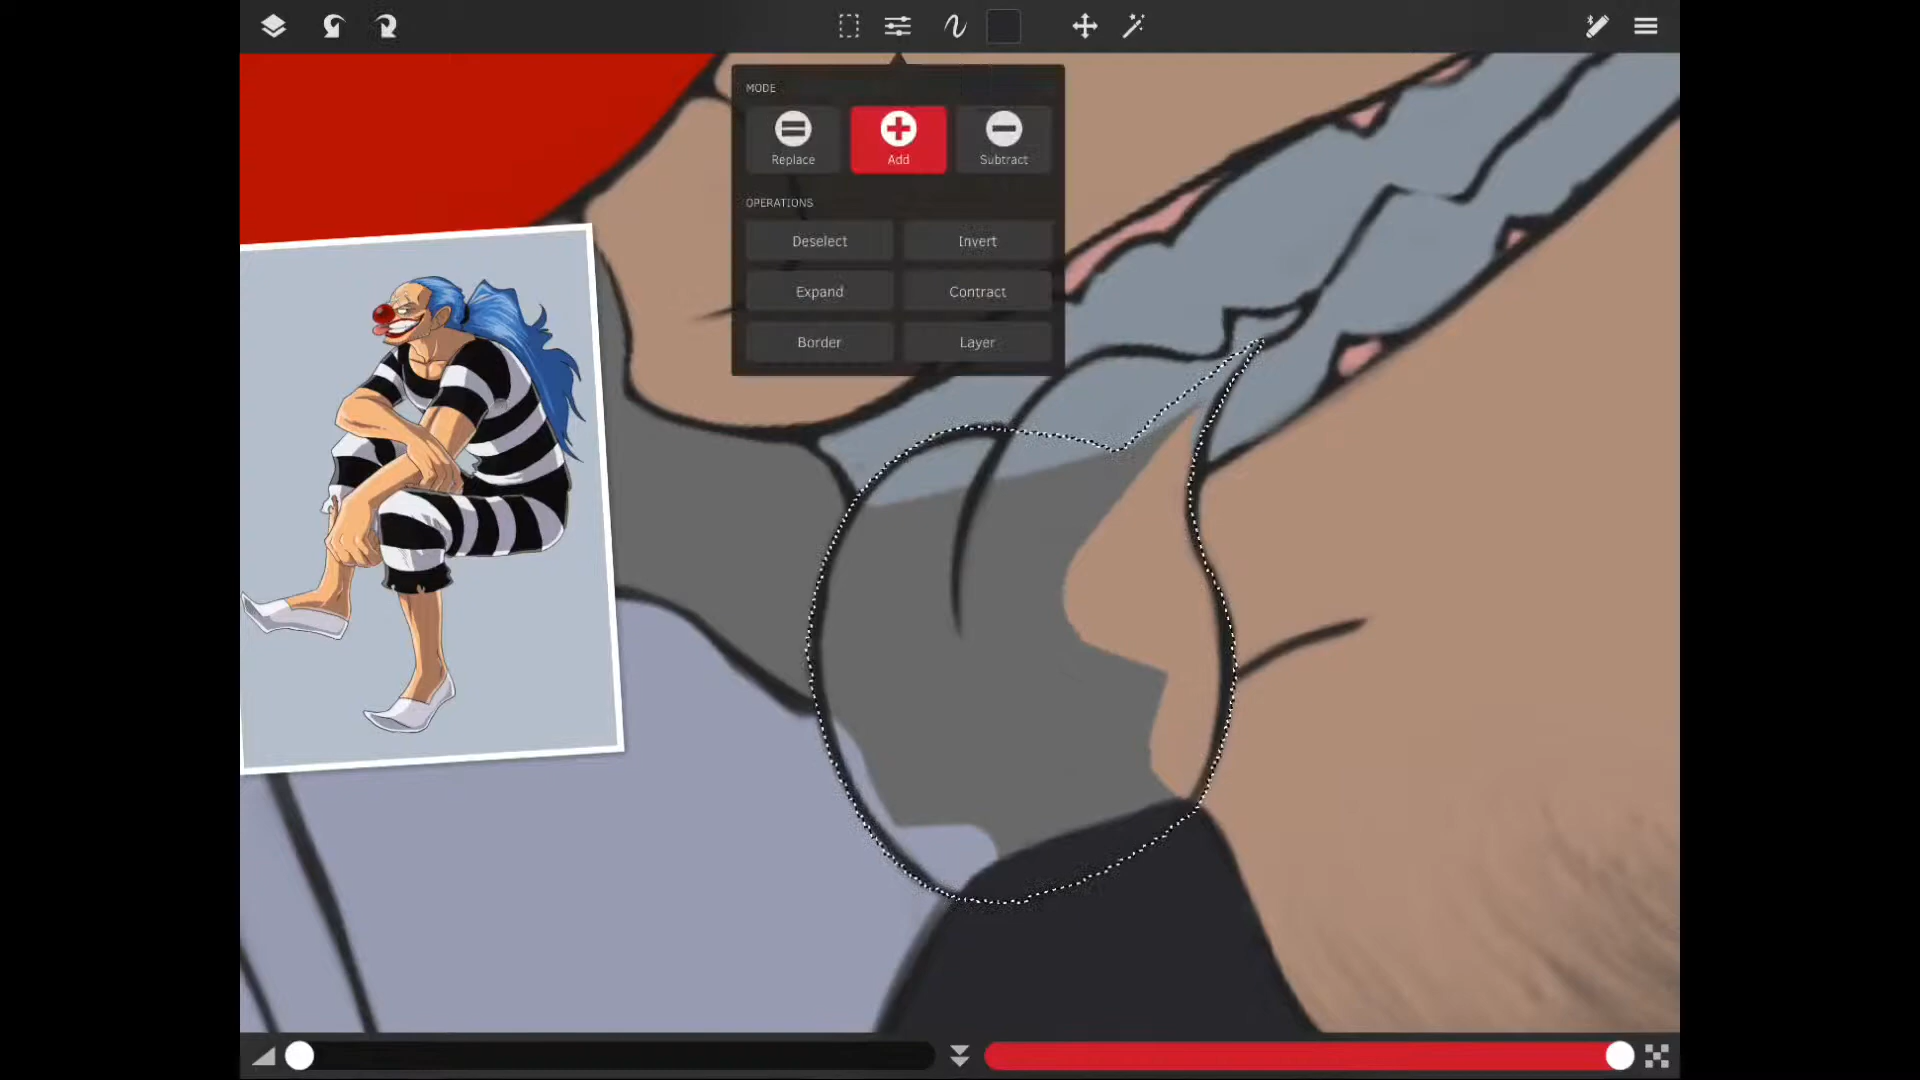 MODE
Replace Add Subtract
OPERATIONS
Deselect Invert
Expand Contract
Border Layer